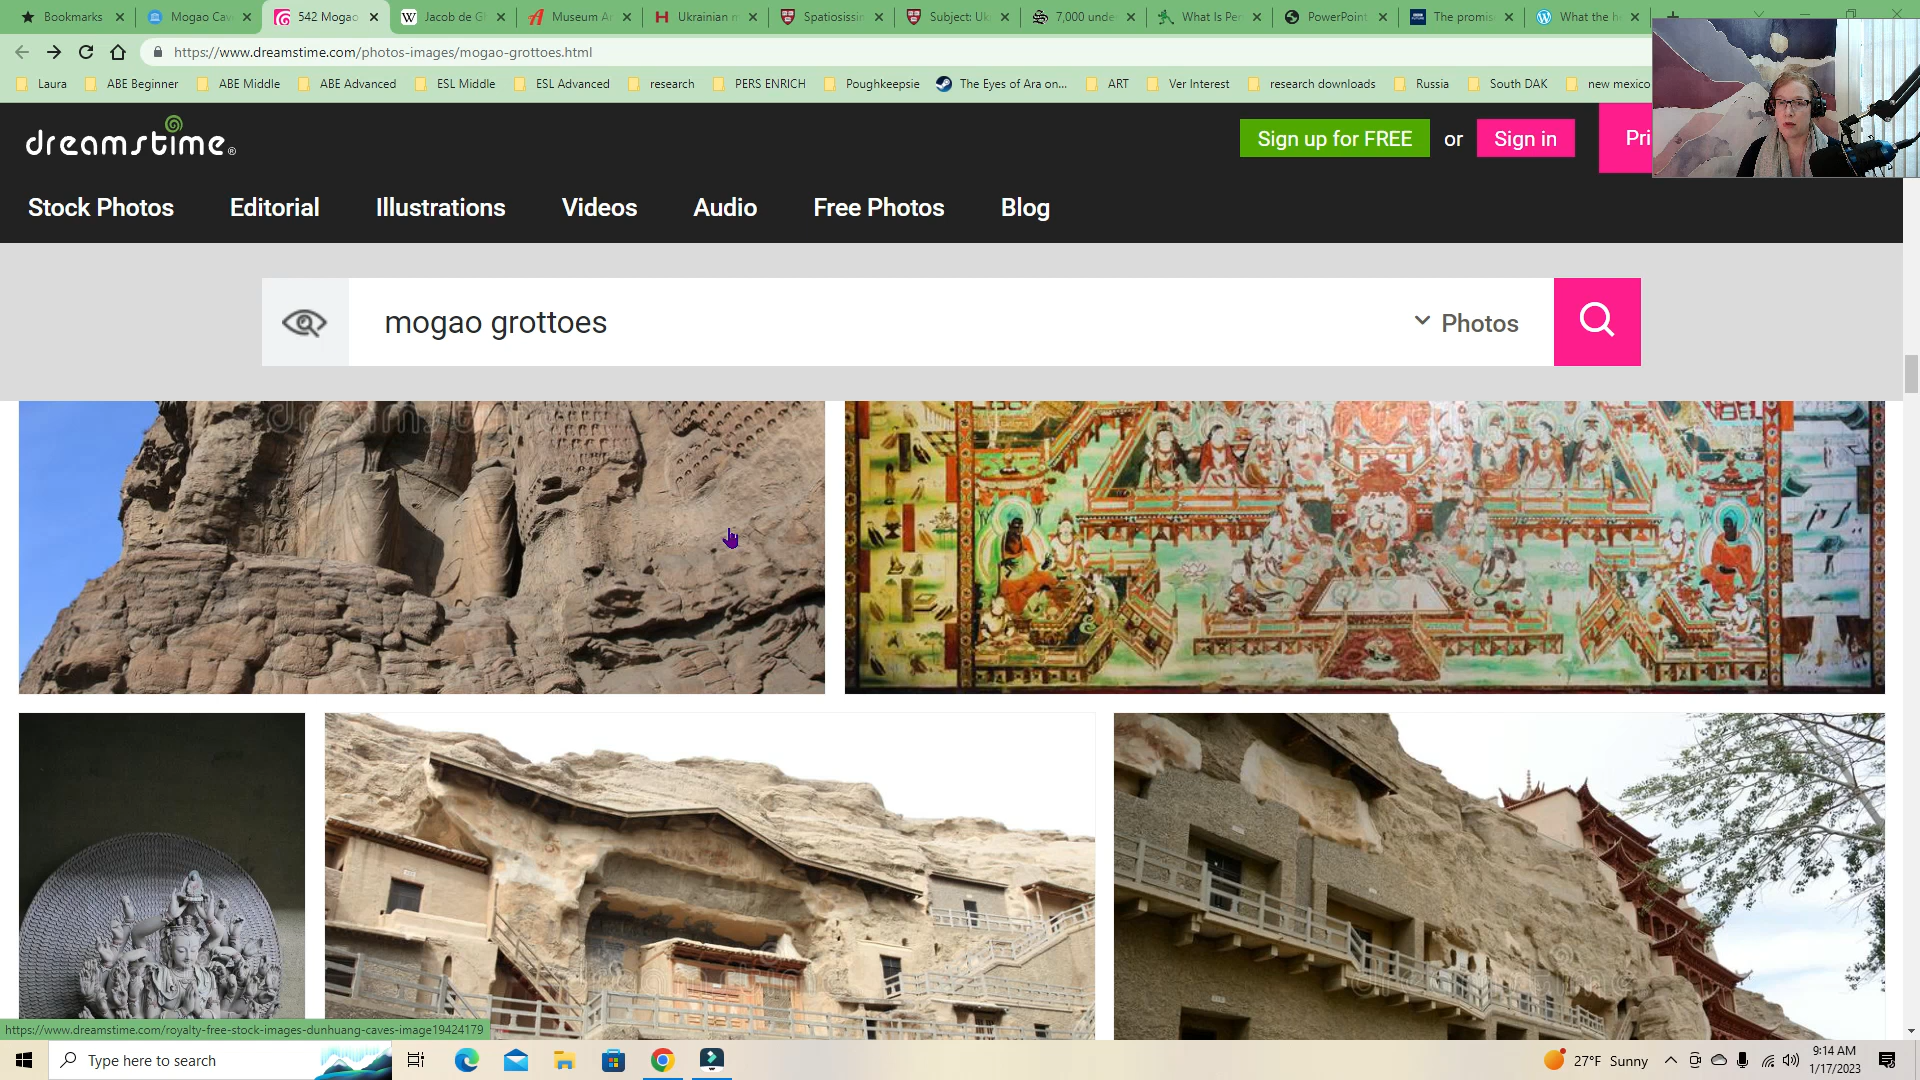 Bookmarks
Mogao Cav
542 Mogao
Jacob de Gh
Museum Ar
Ukrainian m
Spatiosissim
Subject: Uk
7,000 unde
What Is Per
PowerPoint
The promis
What the h
https://www.dreamstime.com/photos-images/mogao-grottoes.html
Laura
ABE Beginner
ABE Middle
ABE Advanced
ESL Middle
ESL Advanced
research
PERS ENRICH
Poughkeepsie
The Eyes of Ara on...
ART
Ver Interest
research downloads
Russia
South DAK
new mexico
dreamstime®
Sign up for FREE
or
Sign in
Pri
Stock Photos
Editorial
Illustrations
Videos
Audio
Free Photos
Blog
mogao grottoes
Photos
dreamstime
dreamstime
https://www.dreamstime.com/royalty-free-stock-images-dunhuang-caves-image19424179
Type here to search
27°F Sunny
9:14 AM
1/17/2023